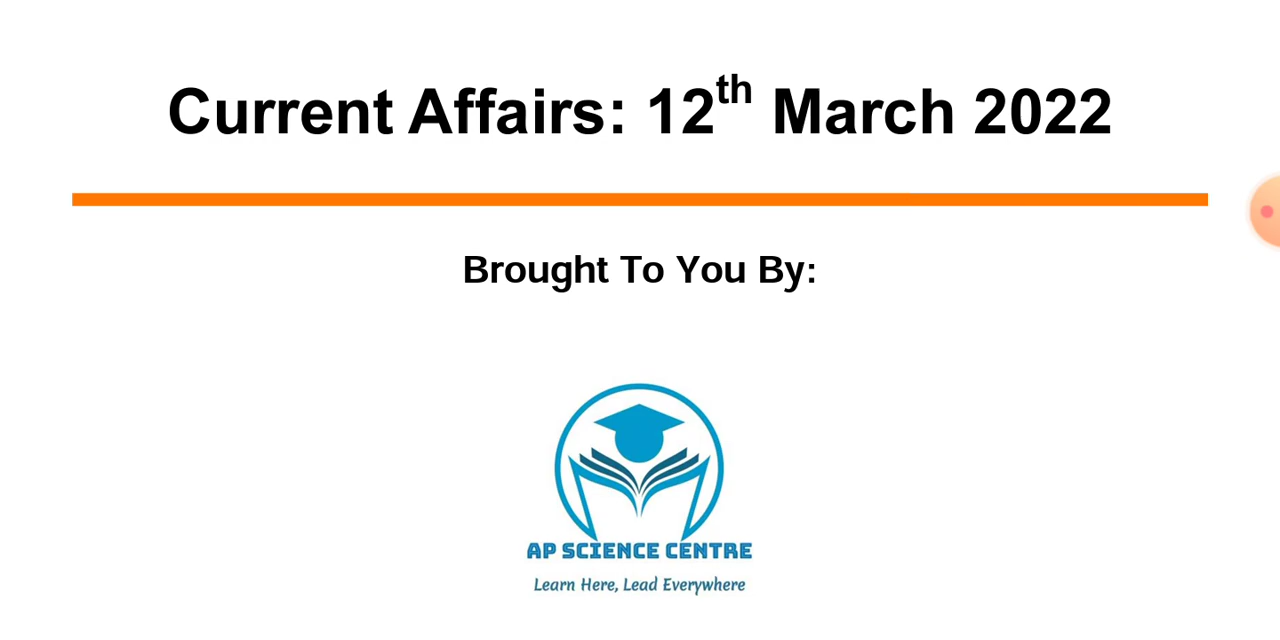 Current Affairs: 12th March 2022
Brought To You By:
AP SCIENCE CENTRE
Learn Here, Lead Everywhere